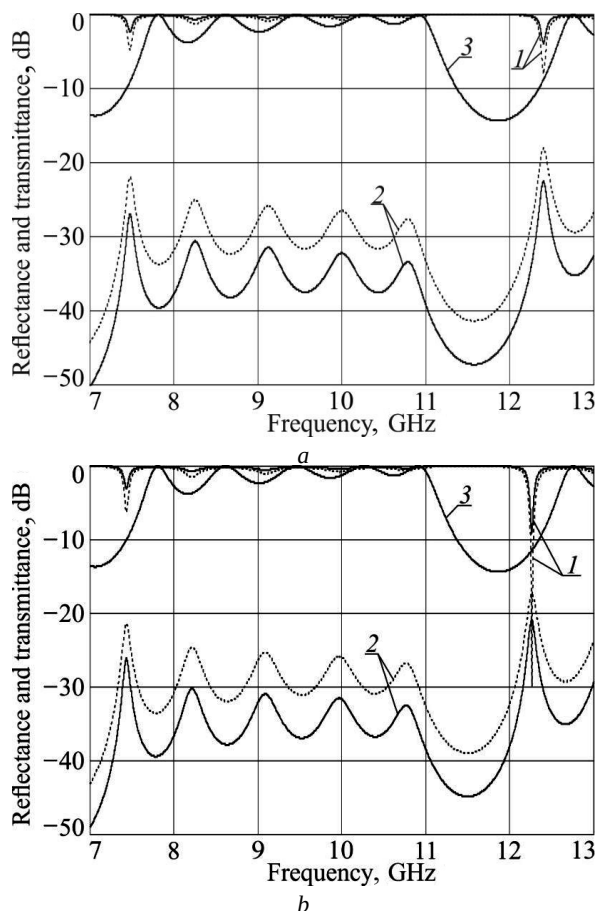 Reflectance and transmittance, dB
0
−10
−20
−30
−40
−50
3
1
2
7 8 9 10 11 12 13
Frequency, GHz
a
Reflectance and transmittance, dB
0
−10
−20
−30
−40
−50
3
1
2
7 8 9 10 11 12 13
Frequency, GHz
b